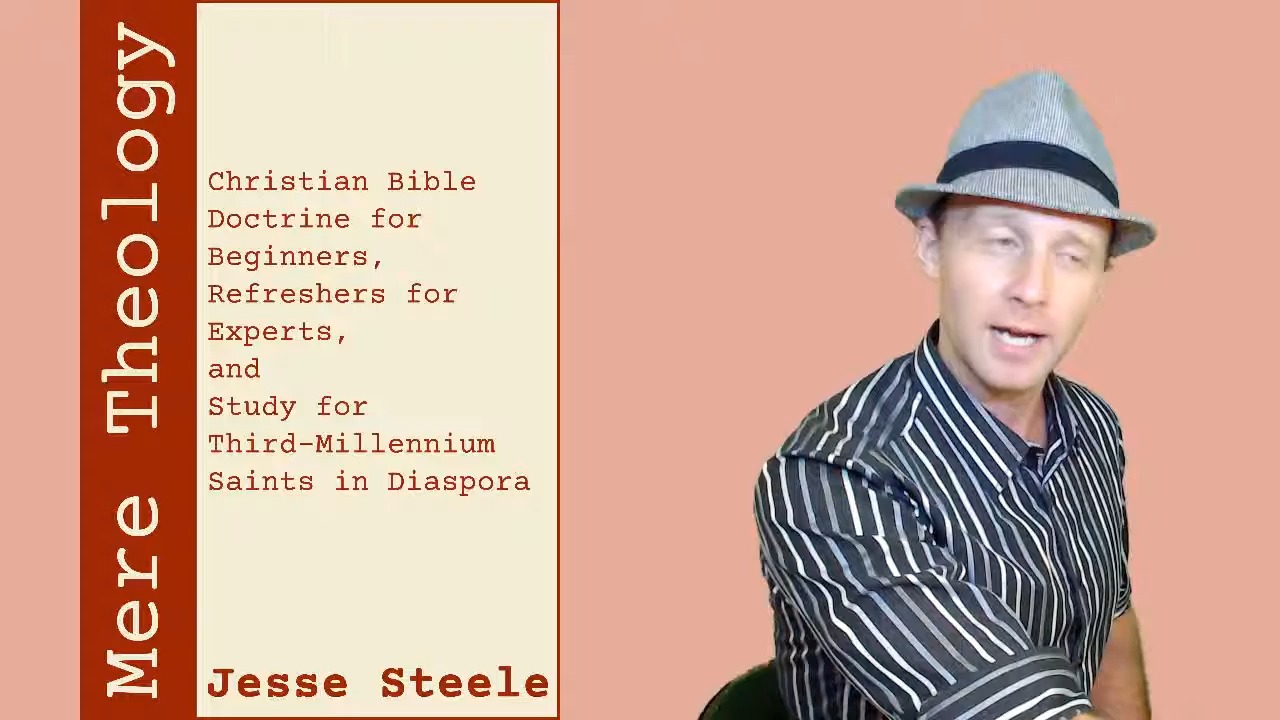 Mere Theology
Christian Bible
Doctrine for
Beginners,
Refreshers for
Experts,
and
Study for
Third-Millennium
Saints in Diaspora
Jesse Steele